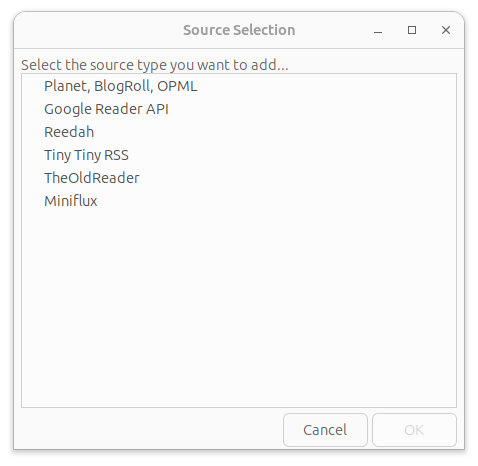 Source Selection
Select the source type you want to add...
Planet, BlogRoll, OPML
Google Reader API
Reedah
Tiny Tiny RSS
TheOldReader
Miniflux
Cancel
OK